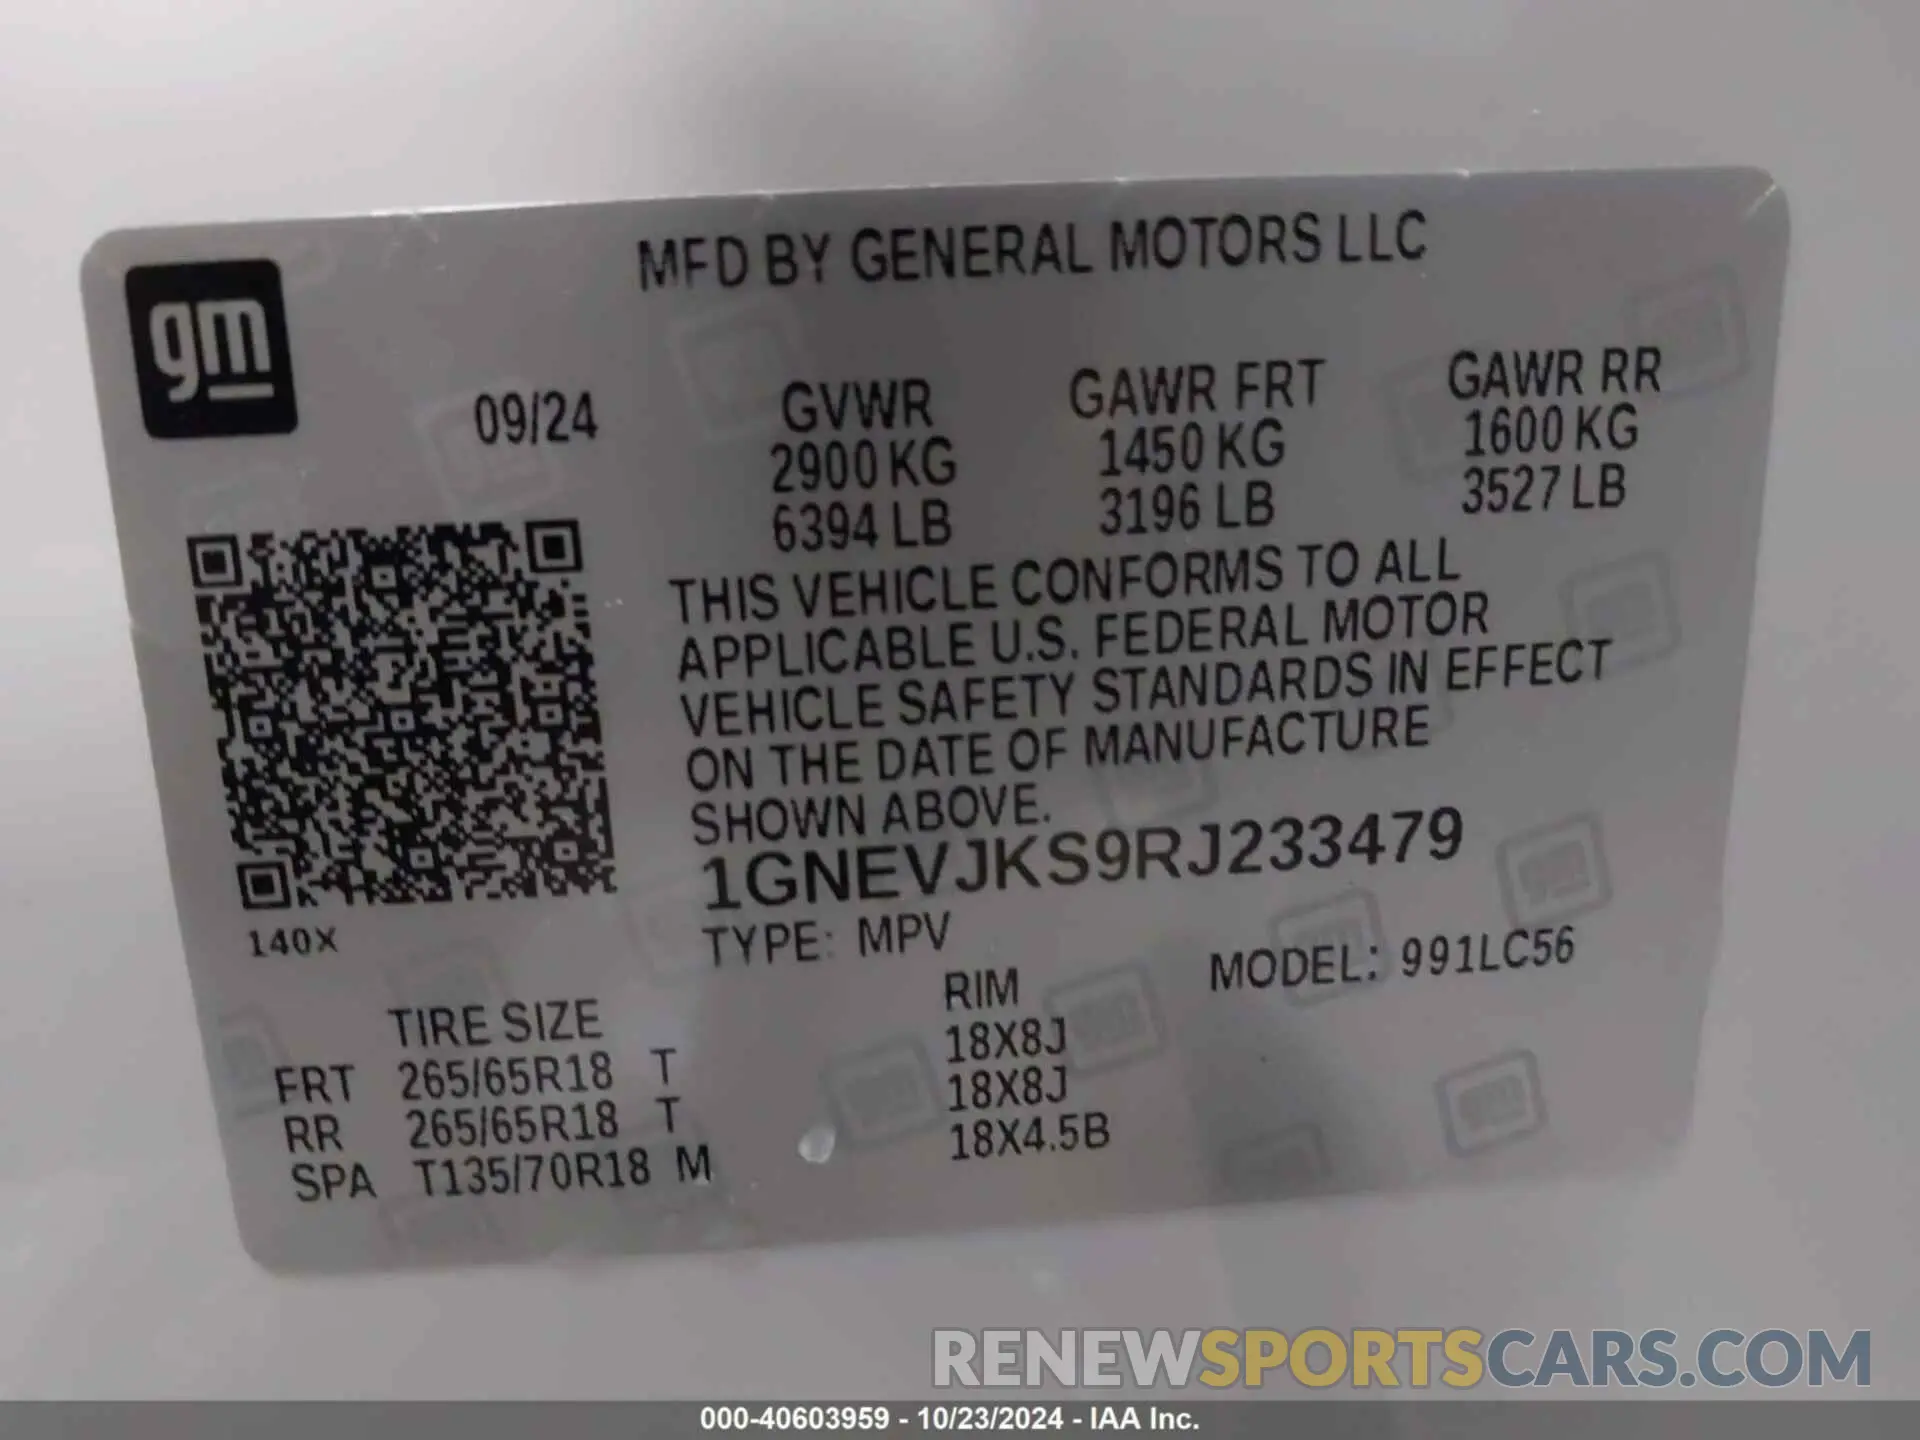 MFD BY GENERAL MOTORS LLC
gm
09/24
GVWR GAWR FRT GAWR RR
2900 KG 1450 KG 1600 KG
6394 LB 3196 LB 3527 LB
THIS VEHICLE CONFORMS TO ALL
APPLICABLE U.S. FEDERAL MOTOR
VEHICLE SAFETY STANDARDS IN EFFECT
ON THE DATE OF MANUFACTURE
SHOWN ABOVE.
1GNEVJKS9RJ233479
140X
TYPE: MPV MODEL: 991LC56
TIRE SIZE RIM
FRT 265/65R18 T 18X8J
RR 265/65R18 T 18X8J
SPA T135/70R18 M 18X4.5B
RENEWSPORTSCARS.COM
000-40603959 - 10/23/2024 - IAA Inc.